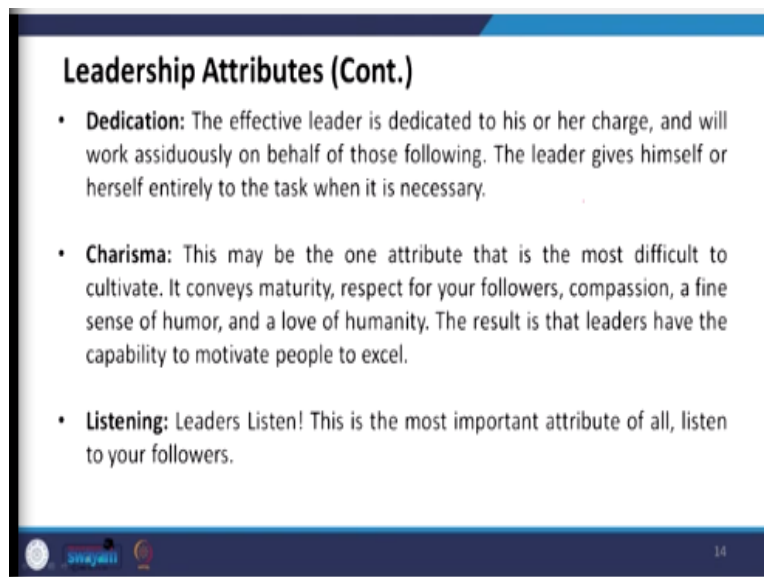 Leadership Attributes (Cont.)
• Dedication: The effective leader is dedicated to his or her charge, and will
work assiduously on behalf of those following. The leader gives himself or
herself entirely to the task when it is necessary.
• Charisma: This may be the one attribute that is the most difficult to
cultivate. It conveys maturity, respect for your followers, compassion, a fine
sense of humor, and a love of humanity. The result is that leaders have the
capability to motivate people to excel.
• Listening: Leaders Listen! This is the most important attribute of all, listen
to your followers.
swayam
14